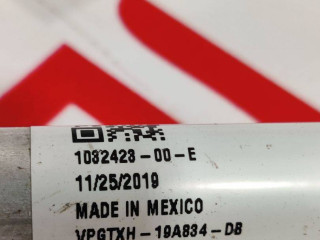 1032423-00-E
11/25/2019
MADE IN MEXICO
VPGTXH-19A834-DB